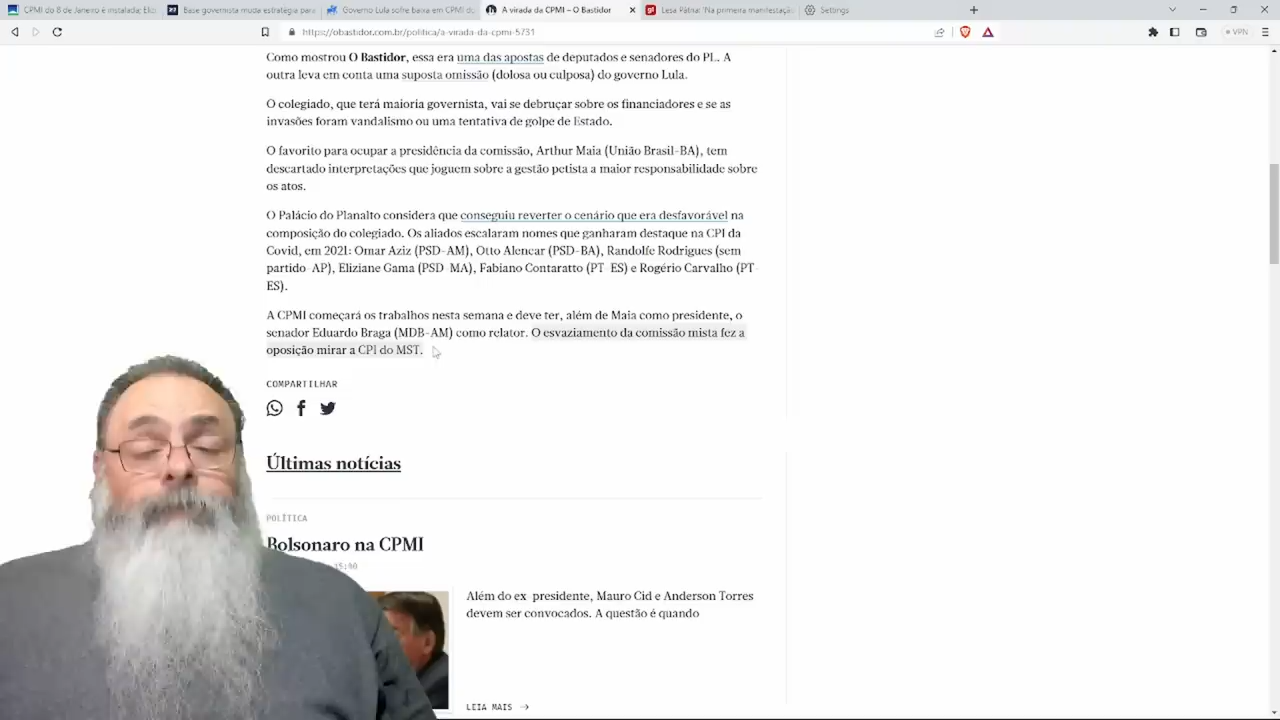 CPMI do 8 de Janeiro é instalada; El
Base governista muda estratégia para
Governo Lula sofre baixa em CPMI do
A virada da CPMI – O Bastidor
Lesa Pátria: 'Na primeira manifestação
Settings
https://obastidor.com.br/politica/a-virada-da-cpmi-5731
VPN
Como mostrou O Bastidor, essa era uma das apostas de deputados e senadores do PL. A
outra leva em conta uma suposta omissão (dolosa ou culposa) do governo Lula.
O colegiado, que terá maioria governista, vai se debruçar sobre os financiadores e se as
invasões foram vandalismo ou uma tentativa de golpe de Estado.
O favorito para ocupar a presidência da comissão, Arthur Maia (União Brasil-BA), tem
descartado interpretações que joguem sobre a gestão petista a maior responsabilidade sobre
os atos.
O Palácio do Planalto considera que conseguiu reverter o cenário que era desfavorável na
composição do colegiado. Os aliados escalaram nomes que ganharam destaque na CPI da
Covid, em 2021: Omar Aziz (PSD-AM), Otto Alencar (PSD-BA), Randolfe Rodrigues (sem
partido-AP), Eliziane Gama (PSD-MA), Fabiano Contaratto (PT-ES) e Rogério Carvalho (PT-
ES).
A CPMI começará os trabalhos nesta semana e deve ter, além de Maia como presidente, o
senador Eduardo Braga (MDB-AM) como relator. O esvaziamento da comissão mista fez a
oposição mirar a CPI do MST.
COMPARTILHAR
Últimas notícias
POLÍTICA
Bolsonaro na CPMI
15:00
Além do ex-presidente, Mauro Cid e Anderson Torres
devem ser convocados. A questão é quando
LEIA MAIS →